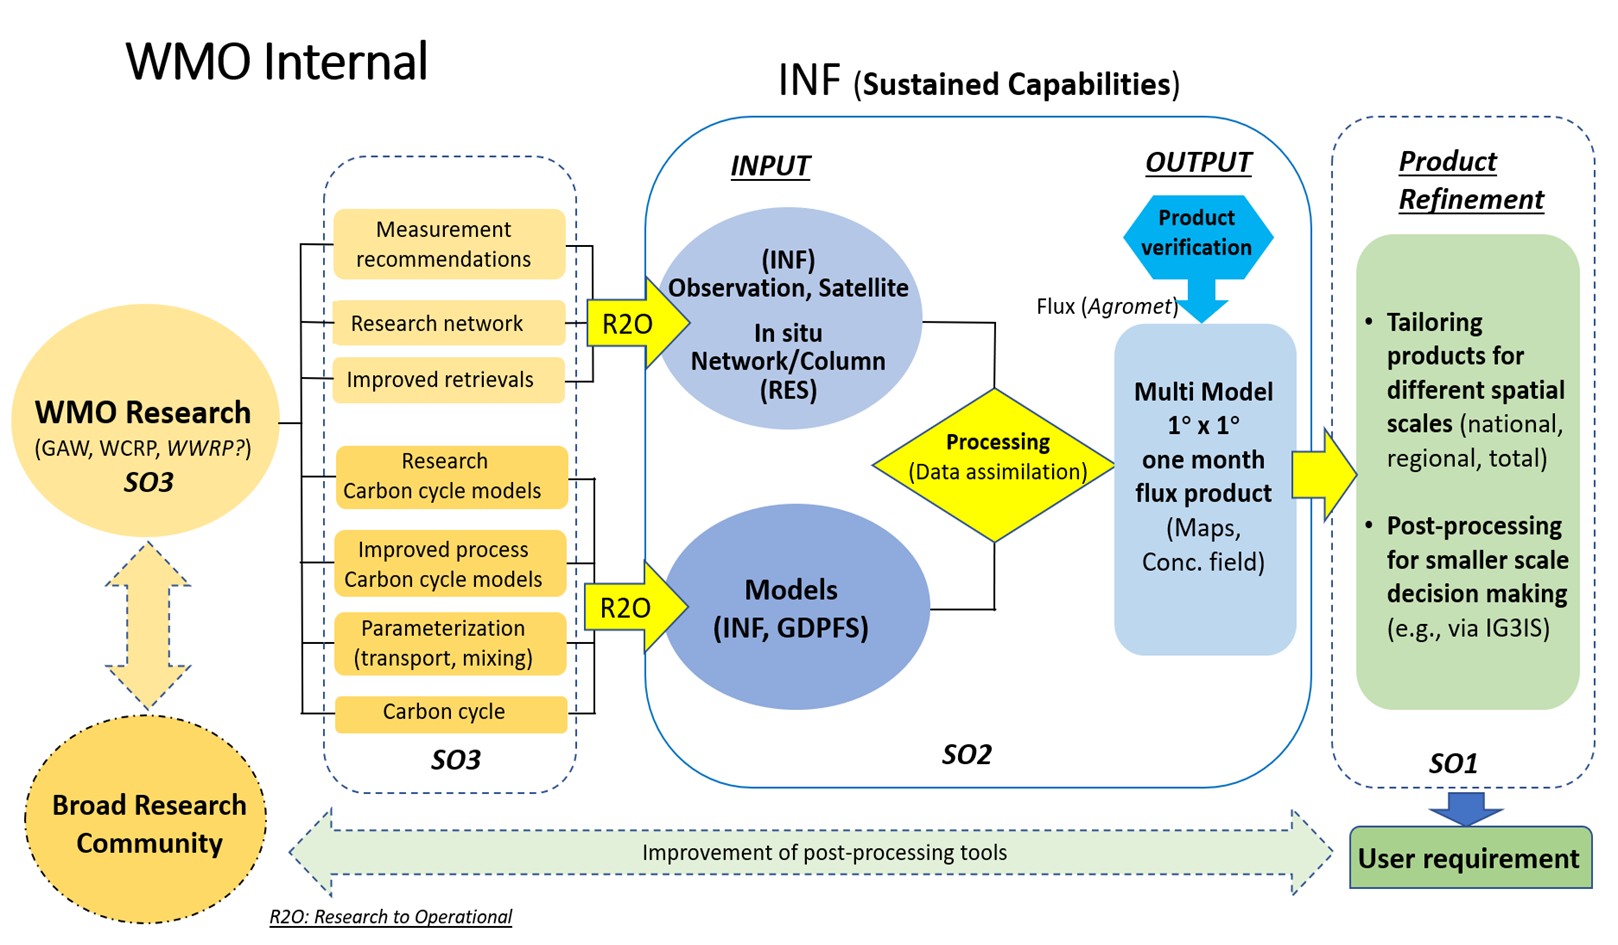 WMO Internal
INF (Sustained Capabilities)
WMO Research
(GAW, WCRP, WWRP?)
SO3
Broad Research
Community
Measurement
recommendations
Research network
Improved retrievals
Research
Carbon cycle models
Improved process
Carbon cycle models
Parameterization
(transport, mixing)
Carbon cycle
SO3
R2O
R2O
INPUT
(INF)
Observation, Satellite
In situ
Network/Column
(RES)
Models
(INF, GDPFS)
Processing
(Data assimilation)
OUTPUT
Product
verification
Flux (Agromet)
Multi Model
1° x 1°
one month
flux product
(Maps,
Conc. field)
SO2
Product
Refinement
• Tailoring
products for
different spatial
scales (national,
regional, total)
• Post-processing
for smaller scale
decision making
(e.g., via IG3IS)
SO1
User requirement
Improvement of post-processing tools
R2O: Research to Operational